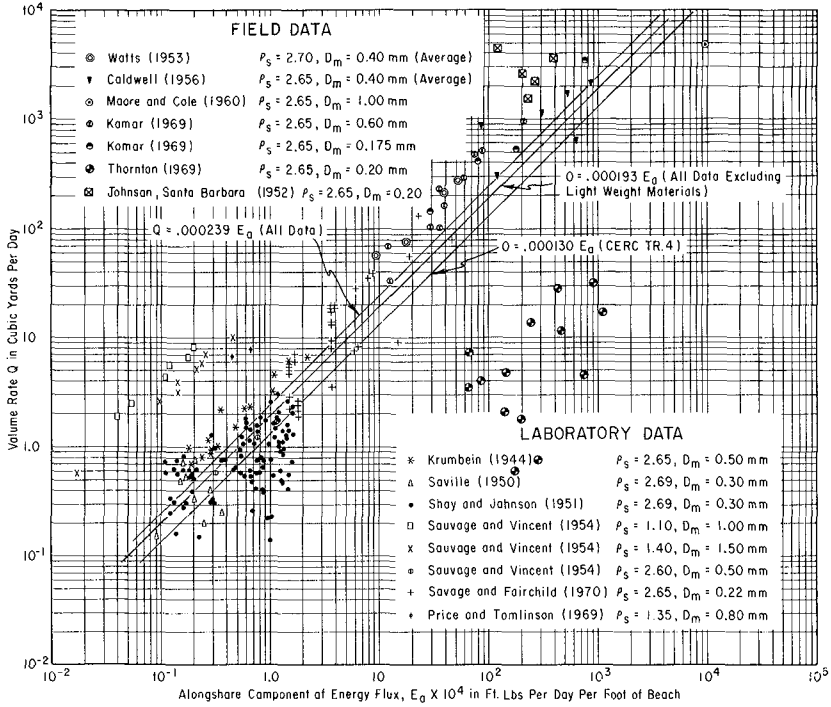 10⁴
FIELD DATA
Watts (1953) ρs = 2.70, Dm = 0.40 mm (Average)
Caldwell (1956) ρs = 2.65, Dm = 0.40 mm (Average)
Moore and Cole (1960) ρs = 2.65, Dm = 1.00 mm
Kamar (1969) ρs = 2.65, Dm = 0.60 mm
Komar (1969) ρs = 2.65, Dm = 0.175 mm
Thornton (1969) ρs = 2.65, Dm = 0.20 mm
Johnsan, Santa Barbara (1952) ρs = 2.65, Dm = 0.20
10³
Q = .000193 Ea (All Data Excluding
Light Weight Materials)
10²
Q = .000239 Ea (All Data)
Q = .000130 Ea (CERC TR.4)
Volume Rate Q in Cubic Yards Per Day
10
1.0
10⁻¹
10⁻²
LABORATORY DATA
Krumbein (1944) ρs = 2.65, Dm = 0.50 mm
Saville (1950) ρs = 2.69, Dm = 0.30 mm
Shay and Jahnson (1951) ρs = 2.69, Dm = 0.30 mm
Sauvage and Vincent (1954) ρs = 1.10, Dm = 1.00 mm
Sauvage and Vincent (1954) ρs = 1.40, Dm = 1.50 mm
Sauvage and Vincent (1954) ρs = 2.60, Dm = 0.50 mm
Savage and Fairchild (1970) ρs = 2.65, Dm = 0.22 mm
Price and Tomlinson (1969) ρs = 1.35, Dm = 0.80 mm
10⁻² 10⁻¹ 1.0 10 10² 10³ 10⁴ 10⁵
Alongshare Component of Energy Flux, Ea X 10⁴ in Ft. Lbs Per Day Per Foot of Beach